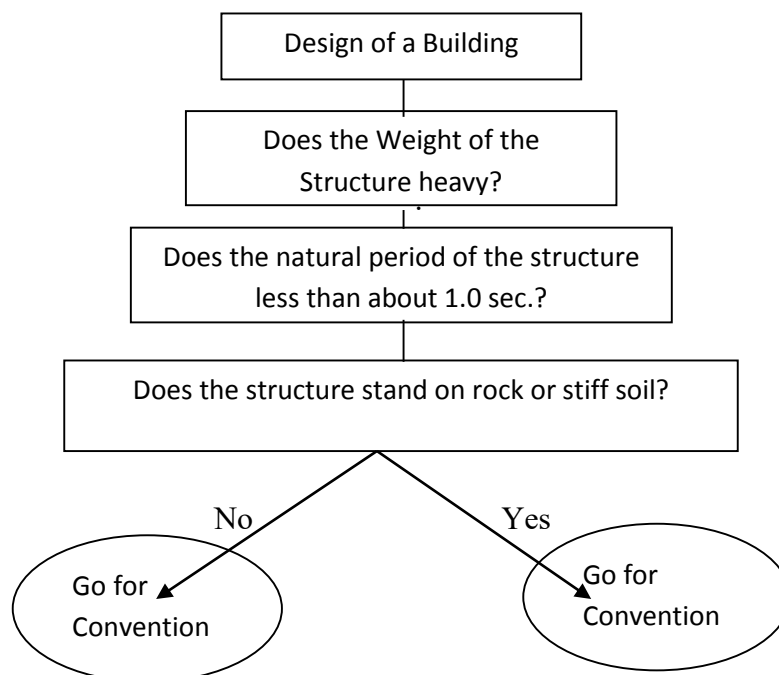 Design of a Building
Does the Weight of the
Structure heavy?
Does the natural period of the structure
less than about 1.0 sec.?
Does the structure stand on rock or stiff soil?
No
Yes
Go for
Convention
Go for
Convention